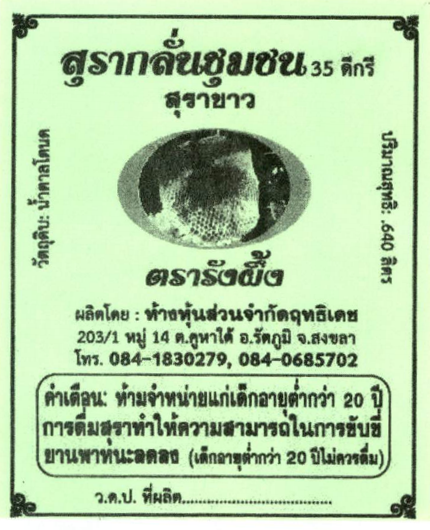 สุรากลั่นชุมชน 35 ดีกรี
สุราขาว
วัตถุดิบ: น้ำตาลโตนด
ปริมาณสุทธิ: .640 ลิตร
ตรารังผึ้ง
ผลิตโดย : ห้างหุ้นส่วนจำกัดฤทธิเดช
203/1 หมู่ 14 ต.คูหาใต้ อ.รัตภูมิ จ.สงขลา
โทร. 084-1830279, 084-0685702
คำเตือน: ห้ามจำหน่ายแก่เด็กอายุต่ำกว่า 20 ปี
การดื่มสุราทำให้ความสามารถในการขับขี่
ยานพาหนะลดลง (เด็กอายุต่ำกว่า 20 ปีไม่ควรดื่ม)
ว.ด.ป. ที่ผลิต.................................